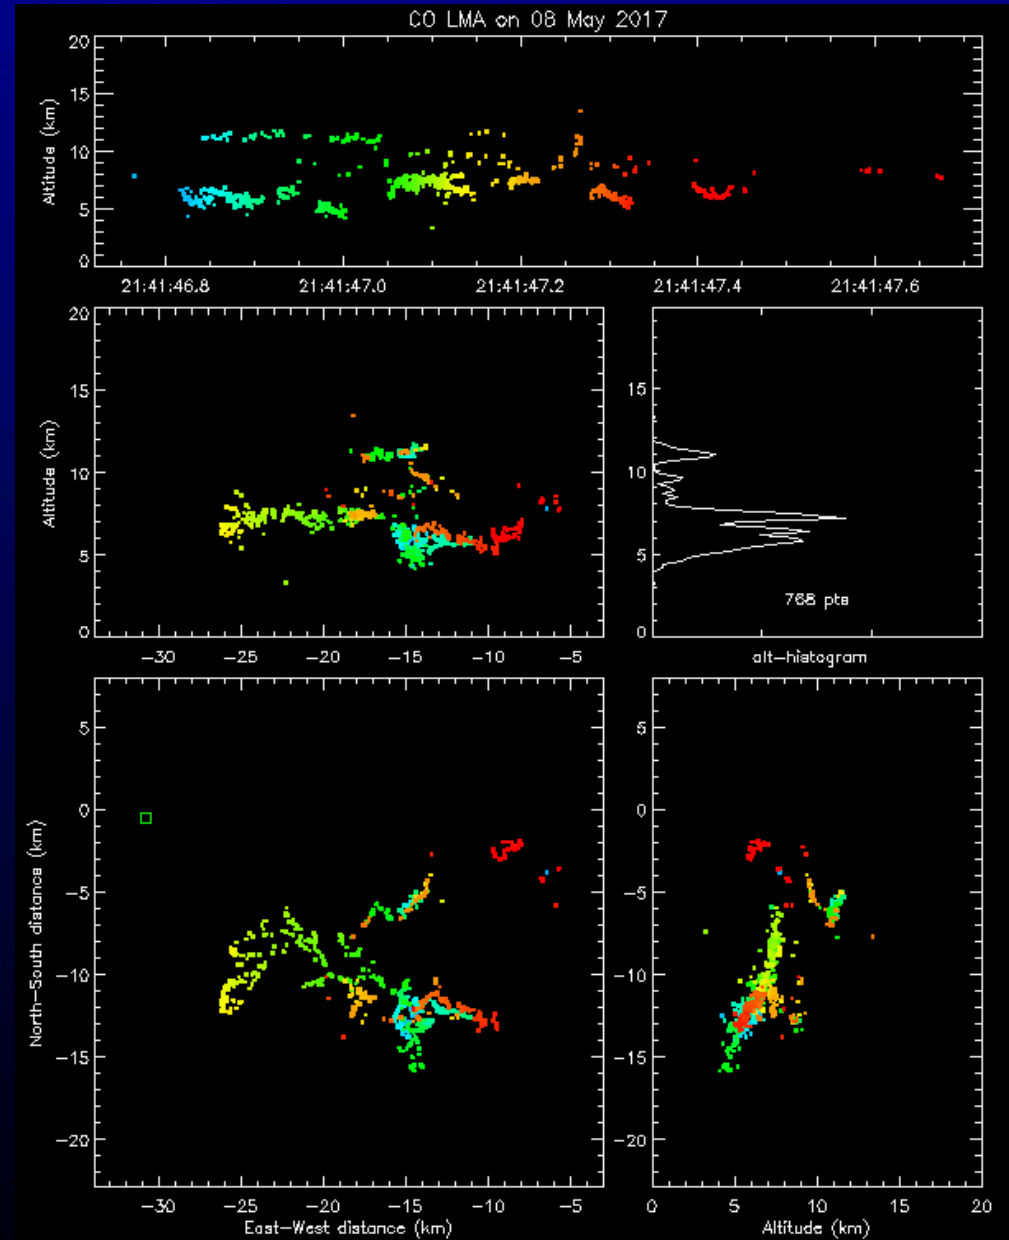 CO LMA on 08 May 2017
20
15
10
5
0
Altitude (km)
21:41:46.8 21:41:47.0 21:41:47.2 21:41:47.4 21:41:47.6
20
15
10
5
0
Altitude (km)
-30 -25 -20 -15 -10 -5
15
10
5
0
768 pts
alt-histogram
5
0
-5
-10
-15
-20
North-South distance (km)
-30 -25 -20 -15 -10 -5
East-West distance (km)
5
0
-5
-10
-15
-20
0 5 10 15 20
Altitude (km)